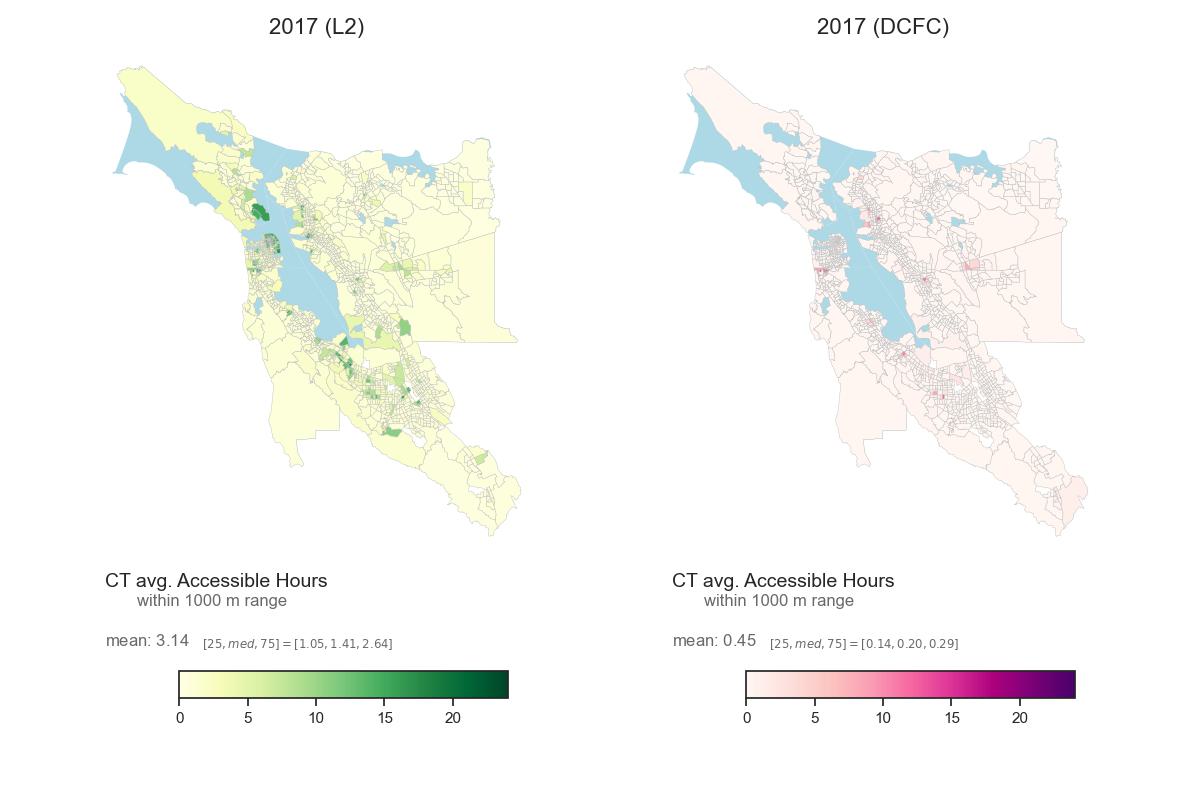 2017 (L2)
2017 (DCFC)
CT avg. Accessible Hours
within 1000 m range
mean: 3.14 [25, med, 75] = [1.05, 1.41, 2.64]
0 5 10 15 20
CT avg. Accessible Hours
within 1000 m range
mean: 0.45 [25, med, 75] = [0.14, 0.20, 0.29]
0 5 10 15 20